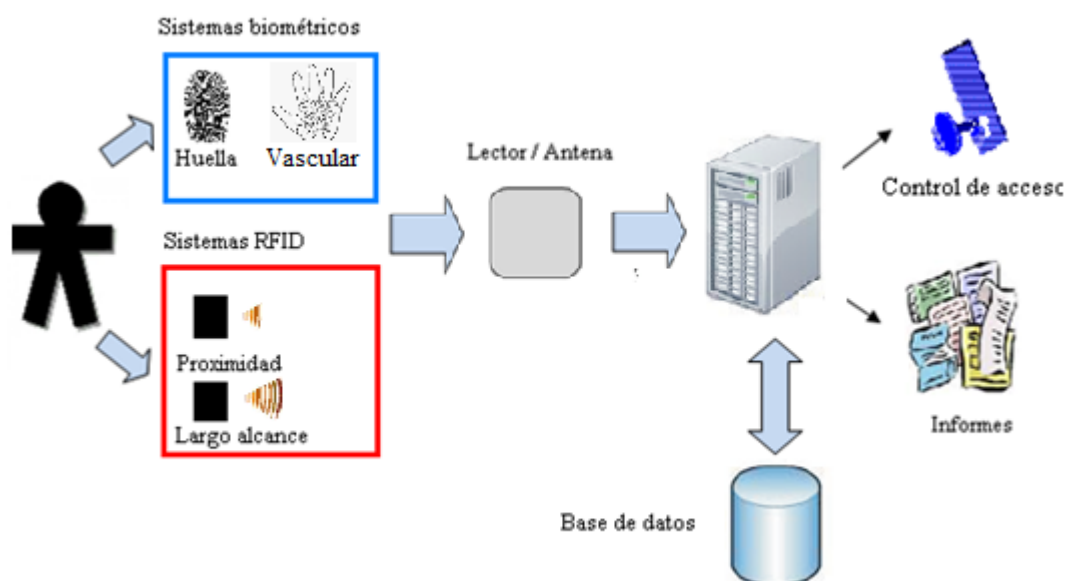 Sistemas biométricos
Huella
Vascular
Lector / Antena
Control de acceso
Sistemas RFID
Proximidad
Largo alcance
Informes
Base de datos